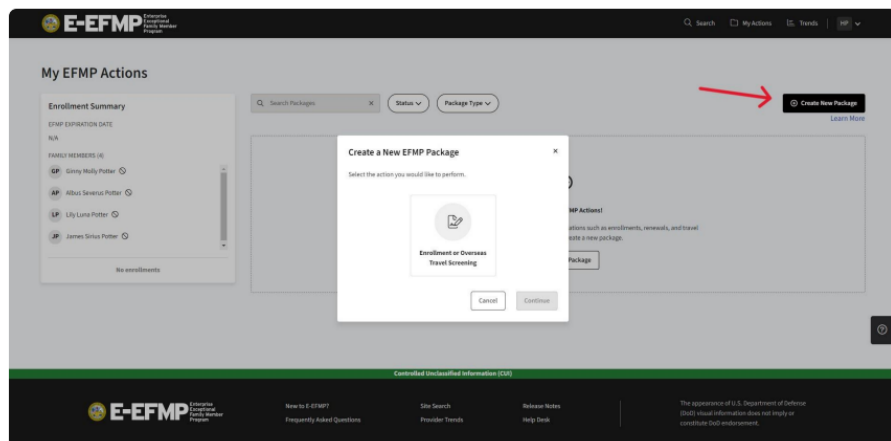 E-EFMP
Enterprise
Exceptional
Family Member
Program
Search
My Actions
Trends
HP
My EFMP Actions
Enrollment Summary
EFMP EXPIRATION DATE
N/A
FAMILY MEMBERS (4)
GP Ginny Molly Potter
AP Albus Severus Potter
LP Lily Luna Potter
JP James Sirius Potter
No enrollments
Search Packages
Status
Package Type
Create New Package
Learn More
Create a New EFMP Package
Select the action you would like to perform.
Enrollment or Overseas
Travel Screening
Cancel
Continue
MP Actions!
ations such as enrollments, renewals, and travel
eate a new package.
Package
Controlled Unclassified Information (CUI)
E-EFMP
Enterprise
Exceptional
Family Member
Program
New to E-EFMP?
Frequently Asked Questions
Site Search
Provider Trends
Release Notes
Help Desk
The appearance of U.S. Department of Defense
(DoD) visual information does not imply or
constitute DoD endorsement.